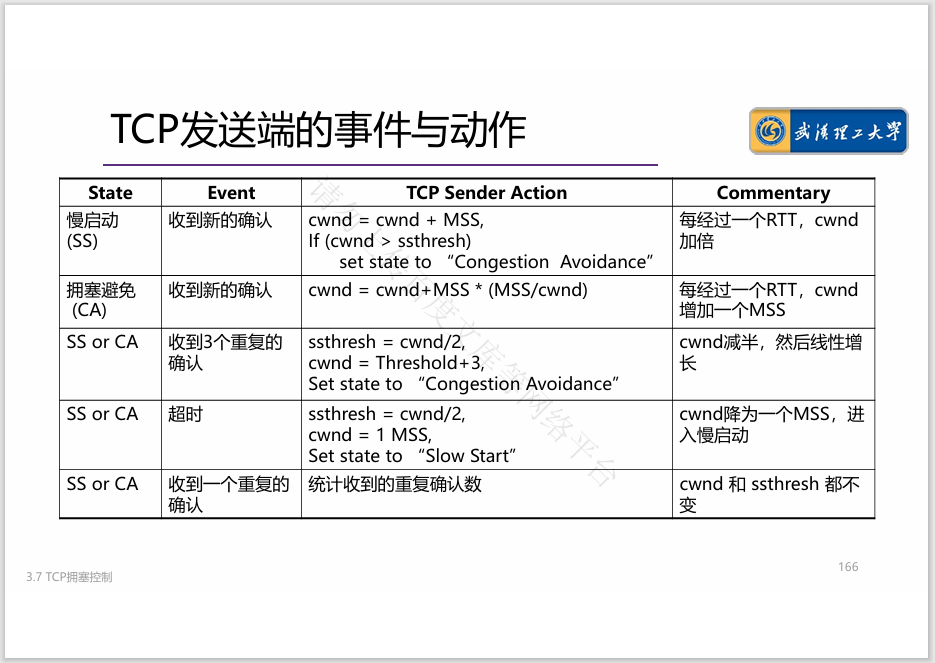 TCP发送端的事件与动作
武汉理工大学
State Event TCP Sender Action Commentary
慢启动
(SS)
收到新的确认
cwnd = cwnd + MSS,
If (cwnd > ssthresh)
set state to “Congestion Avoidance”
每经过一个RTT，cwnd
加倍
拥塞避免
(CA)
收到新的确认
cwnd = cwnd+MSS * (MSS/cwnd)
每经过一个RTT，cwnd
增加一个MSS
SS or CA
收到3个重复的
确认
ssthresh = cwnd/2,
cwnd = Threshold+3,
Set state to “Congestion Avoidance”
cwnd减半，然后线性增
长
SS or CA
超时
ssthresh = cwnd/2,
cwnd = 1 MSS,
Set state to “Slow Start”
cwnd降为一个MSS，进
入慢启动
SS or CA
收到一个重复的
确认
统计收到的重复确认数
cwnd 和 ssthresh 都不
变
请勿上传百度文库等网络平台
3.7 TCP拥塞控制
166